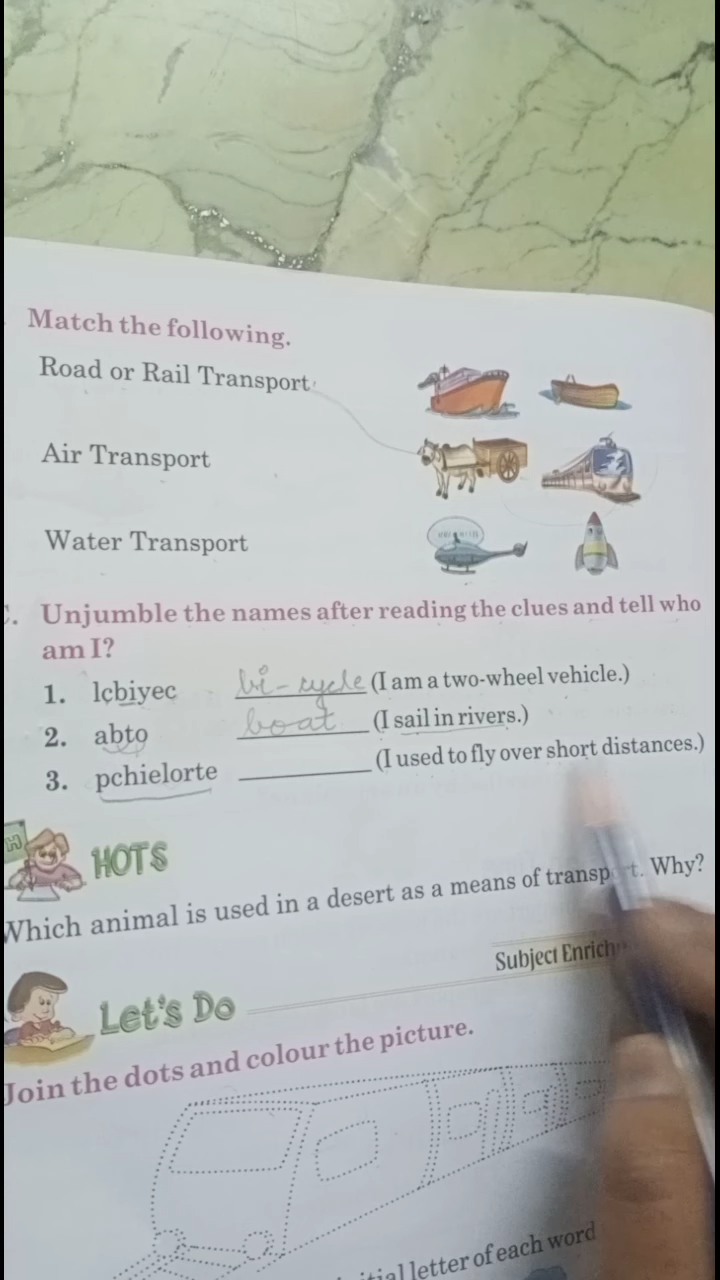 Match the following.
Road or Rail Transport
Air Transport
Water Transport
C. Unjumble the names after reading the clues and tell who
am I?
1. lcbiyec bi-cycle (I am a two-wheel vehicle.)
2. abto boat (I sail in rivers.)
3. pchielorte (I used to fly over short distances.)
H
HOTS
Which animal is used in a desert as a means of transport. Why?
Subject Enrich
Let's Do
Join the dots and colour the picture.
letter of each word